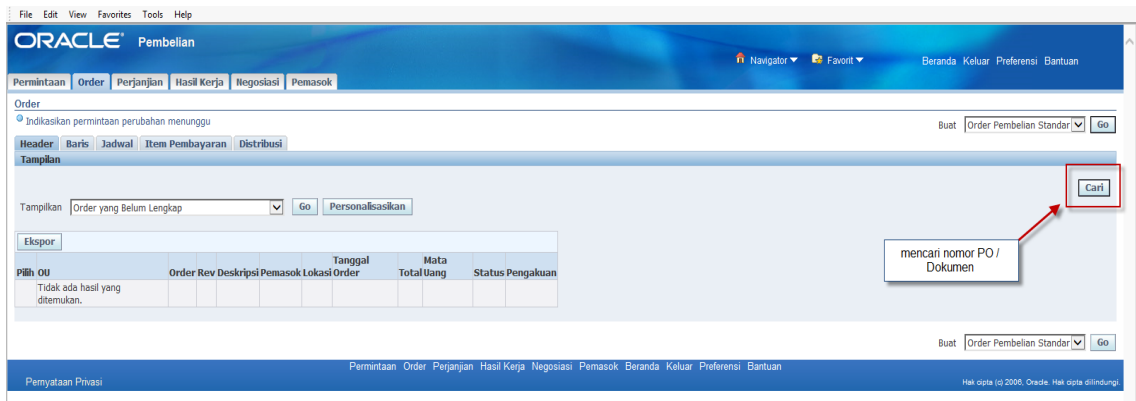 File Edit View Favorites Tools Help
ORACLE Pembelian
Navigator Favorit Beranda Keluar Preferensi Bantuan
Permintaan Order Perjanjian Hasil Kerja Negosiasi Pemasok
Order
Indikasikan permintaan perubahan menunggu
Buat Order Pembelian Standar Go
Header Baris Jadwal Item Pembayaran Distribusi
Tampilan
Cari
Tampilkan Order yang Belum Lengkap Go Personalisasikan
mencari nomor PO /
Dokumen
Ekspor
Pilih OU Order Rev Deskripsi Pemasok Lokasi Tanggal Order Total Mata Uang Status Pengakuan
Tidak ada hasil yang
ditemukan.
Buat Order Pembelian Standar Go
Permintaan Order Perjanjian Hasil Kerja Negosiasi Pemasok Beranda Keluar Preferensi Bantuan
Pernyataan Privasi
Hak cipta (c) 2006, Oracle. Hak cipta dilindungi.